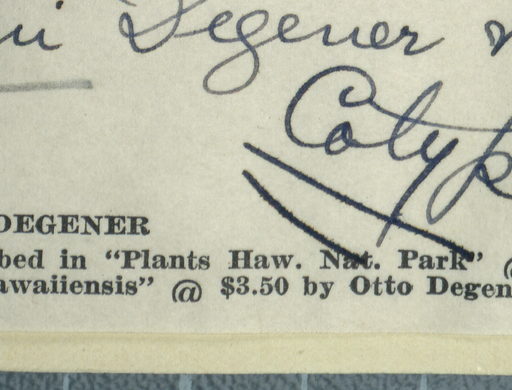 Degener
Cotyp
DEGENER
bed in “Plants Haw. Nat. Park” @
awaiiensis” @ $3.50 by Otto Degen